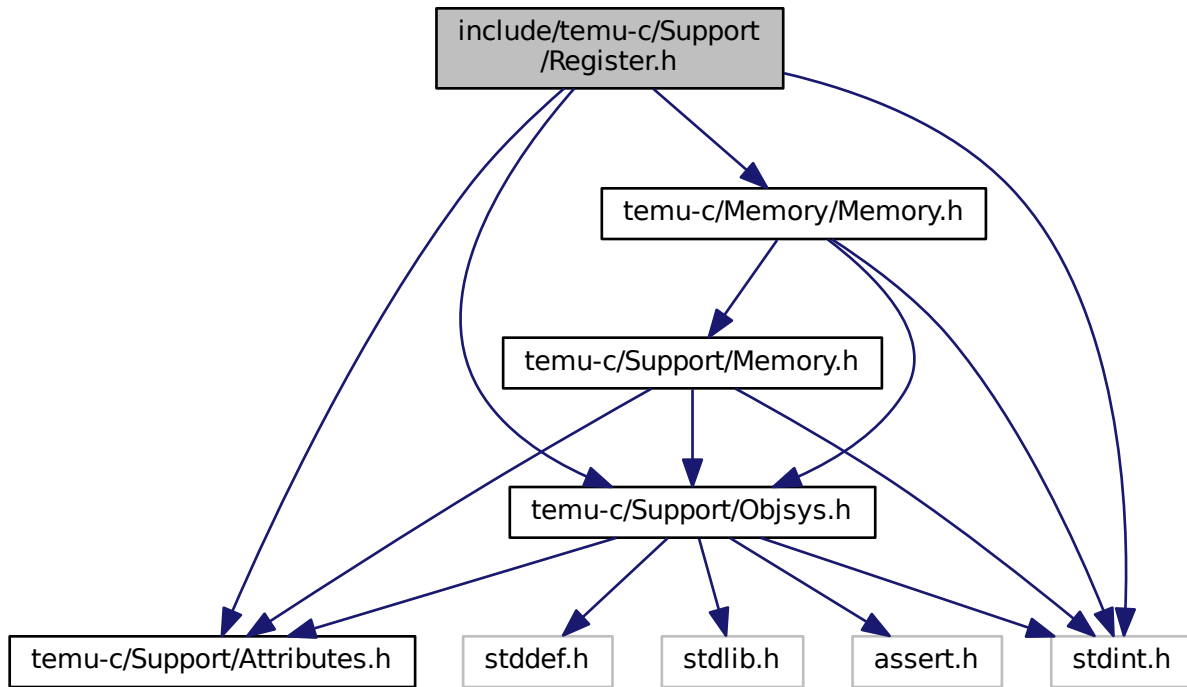 include/temu-c/Support
/Register.h
temu-c/Memory/Memory.h
temu-c/Support/Memory.h
temu-c/Support/Objsys.h
temu-c/Support/Attributes.h
stddef.h
stdlib.h
assert.h
stdint.h